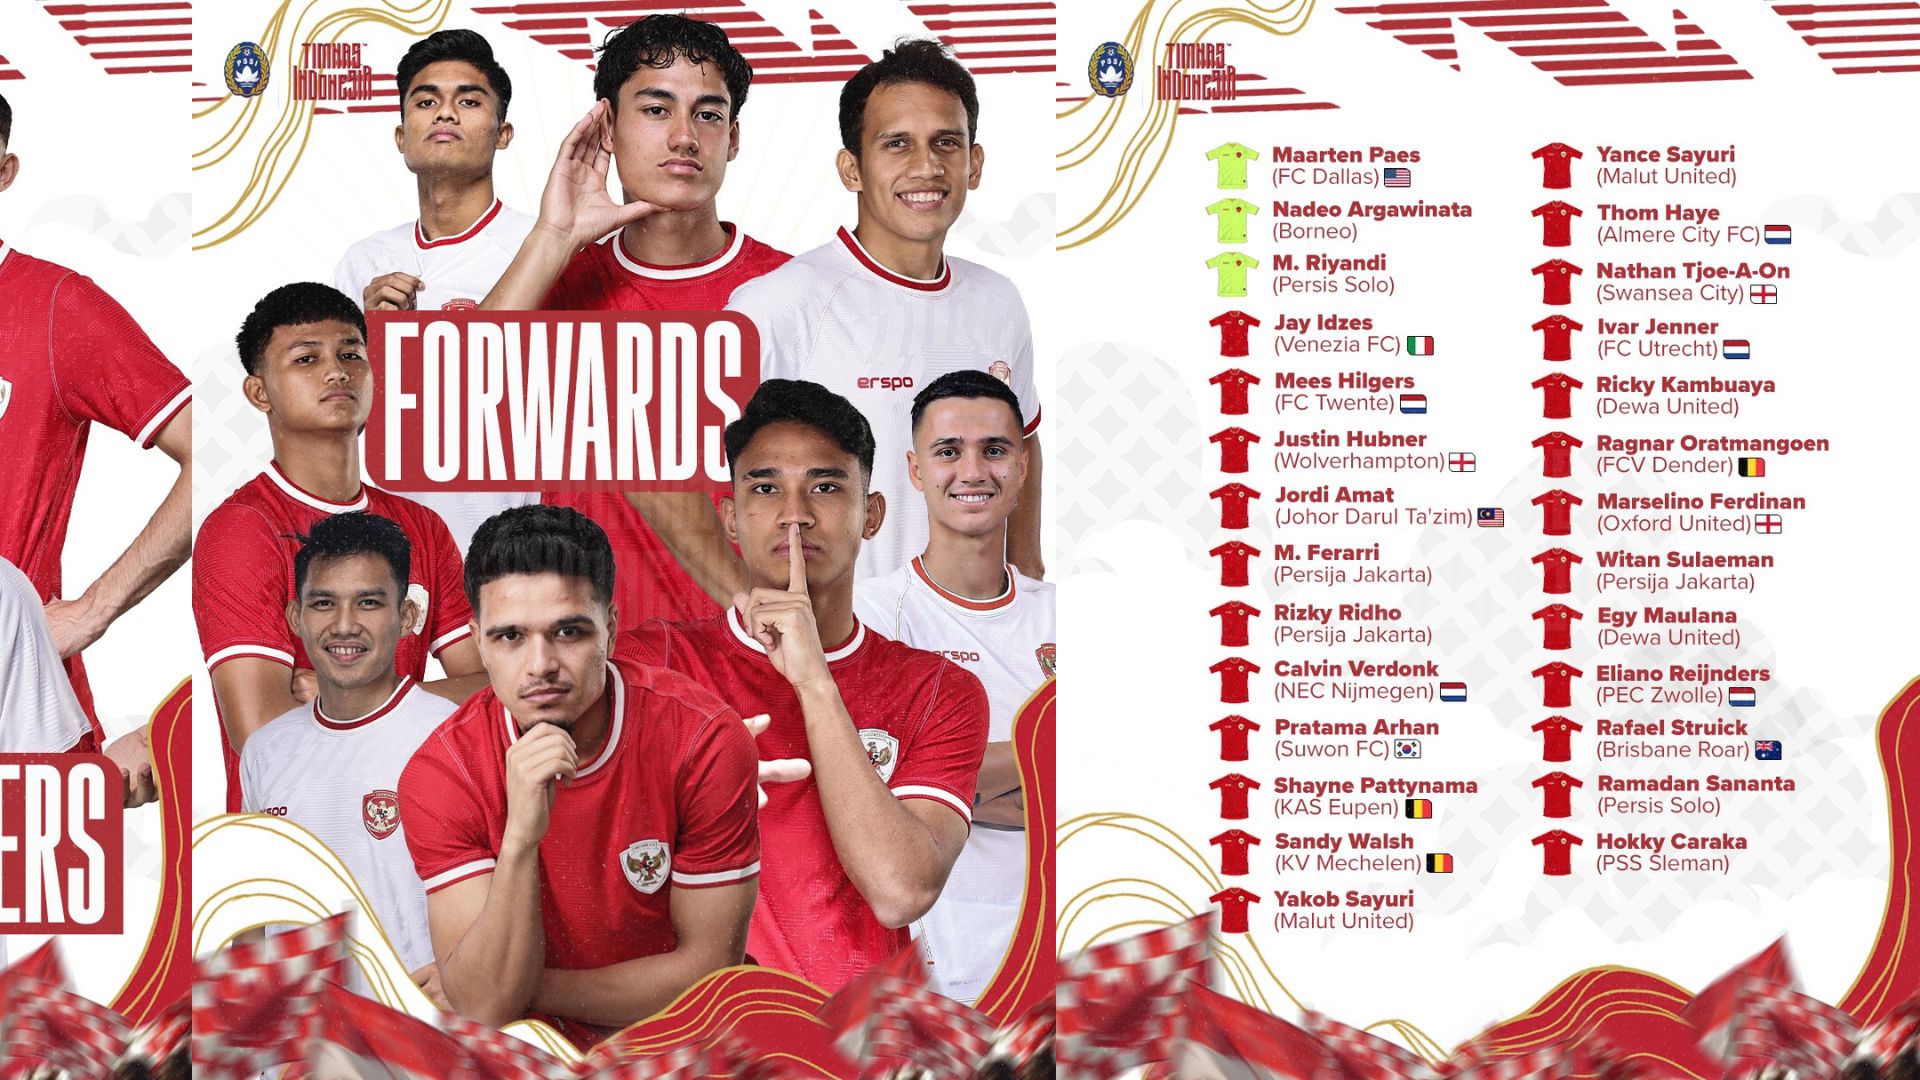 ERS
PSSI
TIMNAS
INDONESIA
FORWARDS
erspo
erspo
erspo
PSSI
TIMNAS
INDONESIA
Maarten Paes
(FC Dallas)
Nadeo Argawinata
(Borneo)
M. Riyandi
(Persis Solo)
Jay Idzes
(Venezia FC)
Mees Hilgers
(FC Twente)
Justin Hubner
(Wolverhampton)
Jordi Amat
(Johor Darul Ta'zim)
M. Ferarri
(Persija Jakarta)
Rizky Ridho
(Persija Jakarta)
Calvin Verdonk
(NEC Nijmegen)
Pratama Arhan
(Suwon FC)
Shayne Pattynama
(KAS Eupen)
Sandy Walsh
(KV Mechelen)
Yakob Sayuri
(Malut United)
Yance Sayuri
(Malut United)
Thom Haye
(Almere City FC)
Nathan Tjoe-A-On
(Swansea City)
Ivar Jenner
(FC Utrecht)
Ricky Kambuaya
(Dewa United)
Ragnar Oratmangoen
(FCV Dender)
Marselino Ferdinan
(Oxford United)
Witan Sulaeman
(Persija Jakarta)
Egy Maulana
(Dewa United)
Eliano Reijnders
(PEC Zwolle)
Rafael Struick
(Brisbane Roar)
Ramadan Sananta
(Persis Solo)
Hokky Caraka
(PSS Sleman)